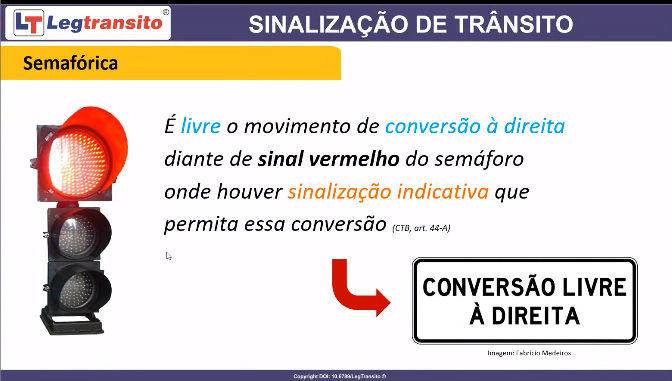 LT Legtransito®
SINALIZAÇÃO DE TRÂNSITO
Semafórica
É livre o movimento de conversão à direita
diante de sinal vermelho do semáforo
onde houver sinalização indicativa que
permita essa conversão (CTB, art. 44-A)
CONVERSÃO LIVRE
À DIREITA
Imagem: Fabrício Medeiros
Copyright DOI: 10.6789/LegTransito ®